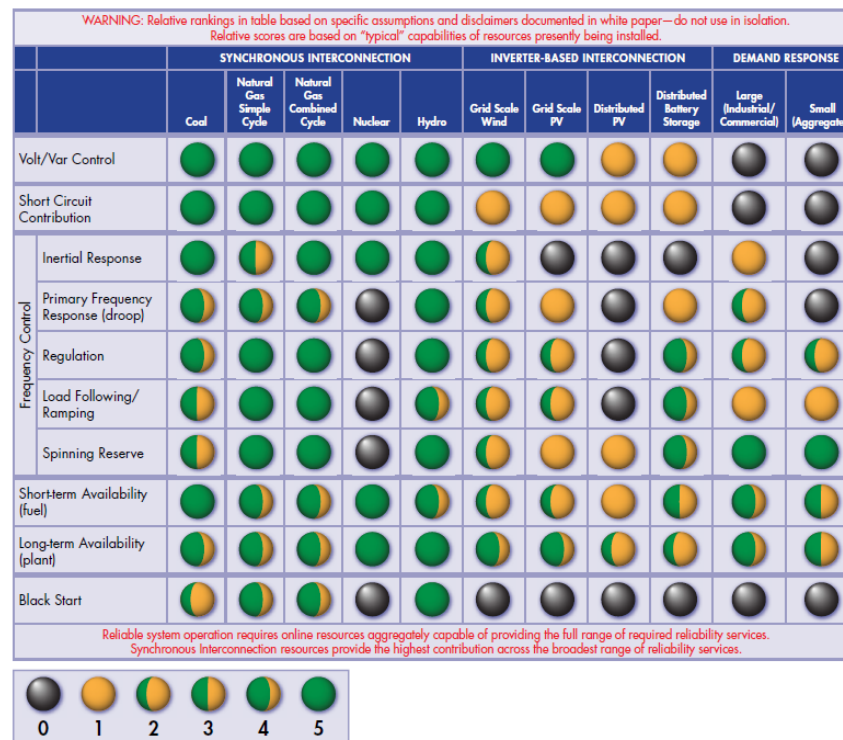 WARNING: Relative rankings in table based on specific assumptions and disclaimers documented in white paper—do not use in isolation.
Relative scores are based on “typical” capabilities of resources presently being installed.
SYNCHRONOUS INTERCONNECTION
INVERTER-BASED INTERCONNECTION
DEMAND RESPONSE
Coal
Natural
Gas
Simple
Cycle
Natural
Gas
Combined
Cycle
Nuclear
Hydro
Grid Scale
Wind
Grid Scale
PV
Distributed
PV
Distributed
Battery
Storage
Large
(Industrial/
Commercial)
Small
(Aggregate
Volt/Var Control
Short Circuit
Contribution
Frequency Control
Inertial Response
Primary Frequency
Response (droop)
Regulation
Load Following/
Ramping
Spinning Reserve
Short-term Availability
(fuel)
Long-term Availability
(plant)
Black Start
Reliable system operation requires online resources aggregately capable of providing the full range of required reliability services.
Synchronous Interconnection resources provide the highest contribution across the broadest range of reliability services.
0 1 2 3 4 5